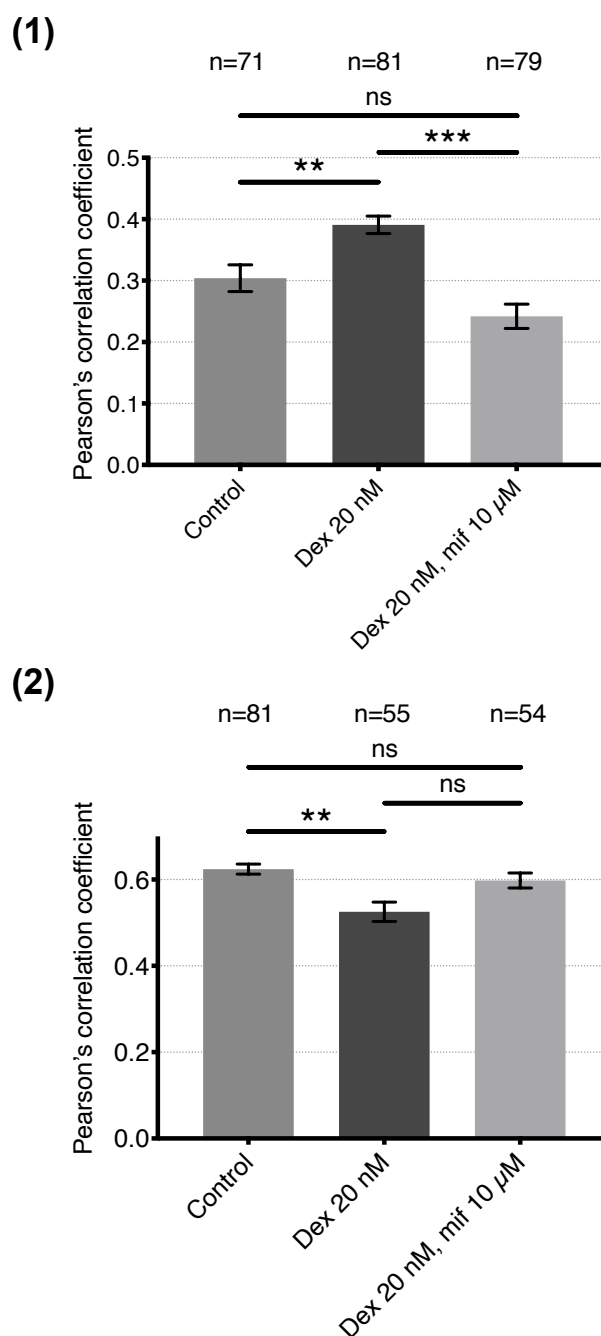 (1)
n=71 n=81 n=79
ns
** ***
Pearson's correlation coefficient
0.5
0.4
0.3
0.2
0.1
0.0
Control
Dex 20 nM
Dex 20 nM, mif 10 µM
(2)
n=81 n=55 n=54
ns
ns
**
Pearson's correlation coefficient
0.6
0.4
0.2
0.0
Control
Dex 20 nM
Dex 20 nM, mif 10 µM